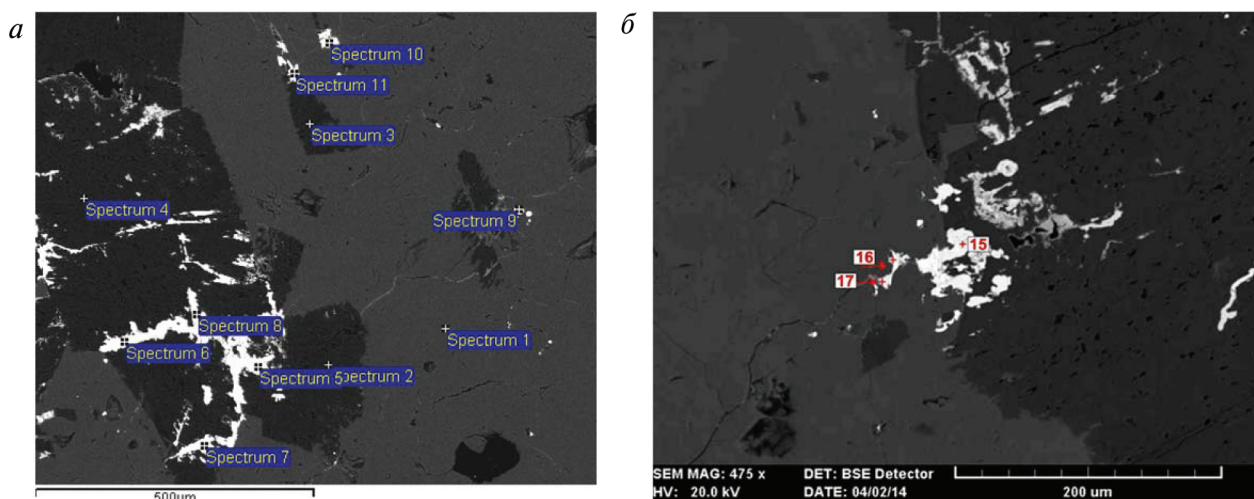 а
б
Spectrum 10
Spectrum 11
Spectrum 3
Spectrum 4
Spectrum 9
Spectrum 8
Spectrum 1
Spectrum 6
Spectrum 5
pectrum 2
Spectrum 7
500um
16
15
17
SEM MAG: 475 x DET: BSE Detector
HV: 20.0 kV DATE: 04/02/14 200 um